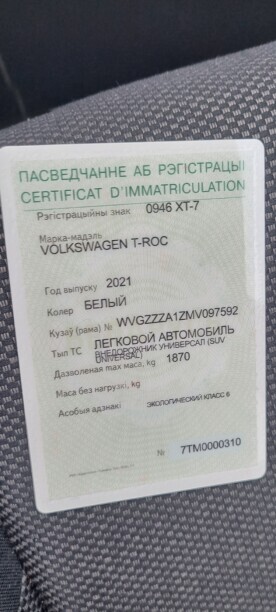 ПАСВЕДЧАННЕ АБ РЭГІСТРАЦЫІ
CERTIFICAT D'IMMATRICULATION
Рэгістрацыйны знак 0946 XT-7
Марка-мадэль
VOLKSWAGEN T-ROC
Год выпуску 2021
Колер БЕЛЫЙ
Кузаў (рама) № WVGZZZA1ZMV097592
Тып ТС ЛЕГКОВОЙ АВТОМОБИЛЬ
ВНЕДОРОЖНИК УНИВЕРСАЛ (SUV
UNIVERSAL)
Дазволеная max маса, kg 1870
Маса без нагрузкі, kg
Асобыя адзнакі ЭКОЛОГИЧЕСКИЙ КЛАСС 6
№ 7TM0000310